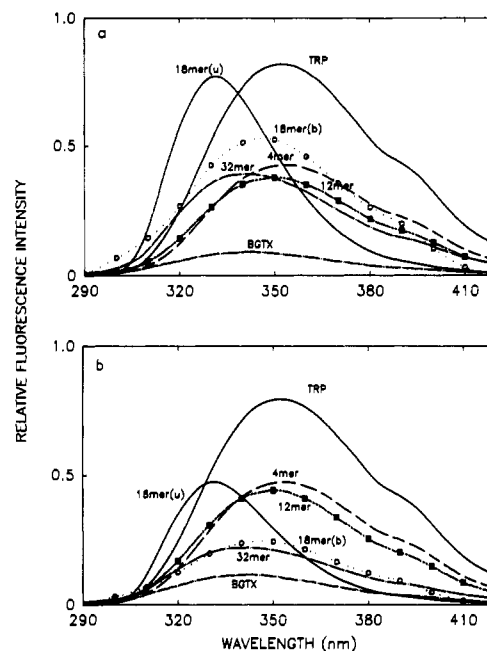 RELATIVE FLUORESCENCE INTENSITY
a
1.0
0.5
0
18mer(u)
TRP
18mer(b)
4mer
32mer
12mer
BGTX
290 320 350 380 410
b
1.0
0.5
0
TRP
18mer(u)
4mer
12mer
18mer(b)
32mer
BGTX
290 320 350 380 410
WAVELENGTH (nm)